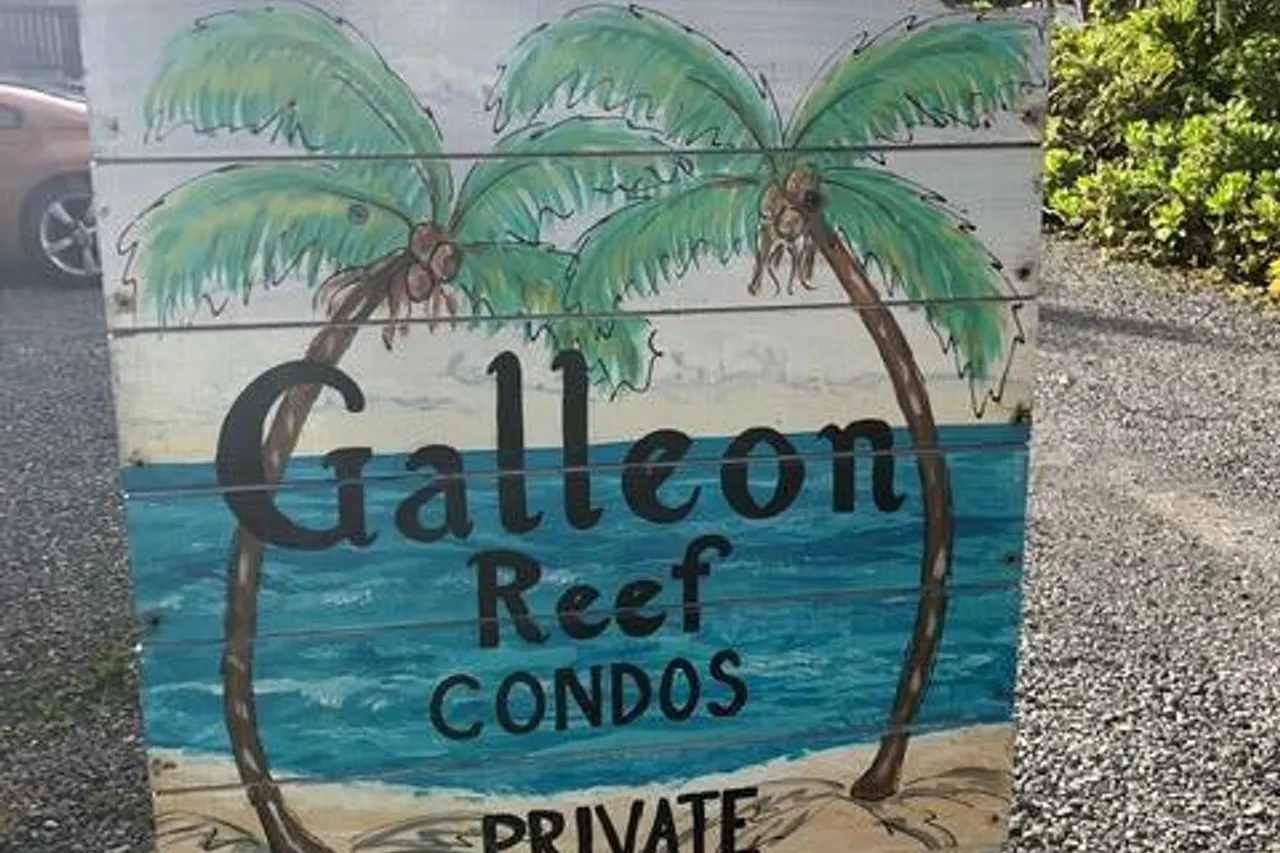 Galleon
Reef
CONDOS
PRIVATE